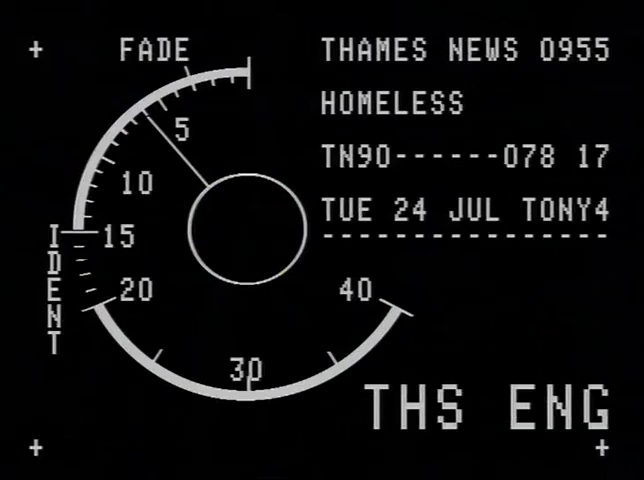 FADE
THAMES NEWS 0955
HOMELESS
5
TN90------078 17
10
TUE 24 JUL TONY4
----------------
15
IDENT
20
40
30
THS ENG